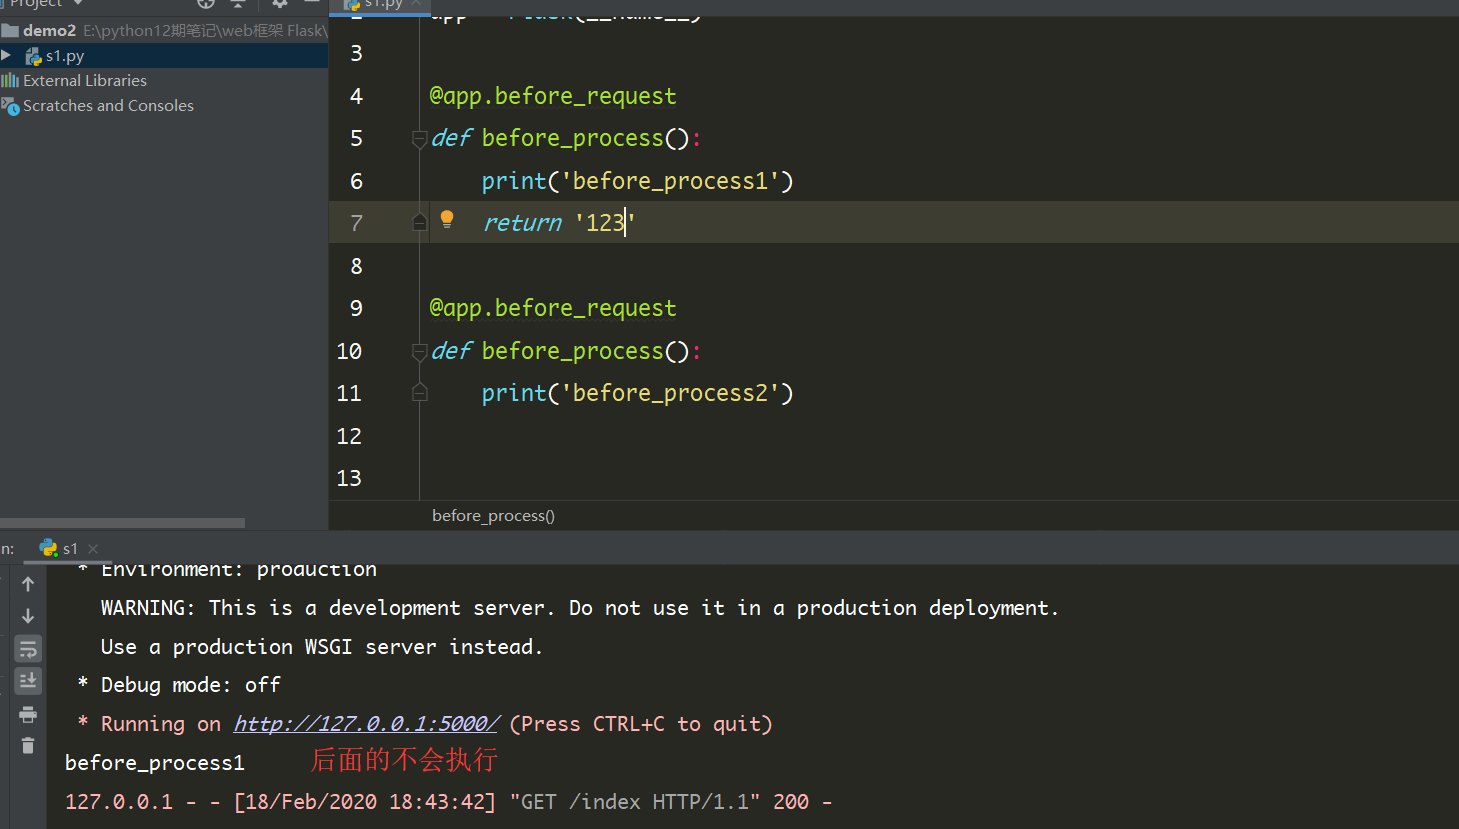 Project
demo2 E:\python12期笔记\web框架 Flask\
s1.py
External Libraries
Scratches and Consoles
s1.py
2 app = Flask(__name__)
3
4 @app.before_request
5 def before_process():
6 print('before_process1')
7 return '123'
8
9 @app.before_request
10 def before_process():
11 print('before_process2')
12
13
before_process()
n: s1
* Environment: production
WARNING: This is a development server. Do not use it in a production deployment.
Use a production WSGI server instead.
* Debug mode: off
* Running on http://127.0.0.1:5000/ (Press CTRL+C to quit)
before_process1 后面的不会执行
127.0.0.1 - - [18/Feb/2020 18:43:42] "GET /index HTTP/1.1" 200 -